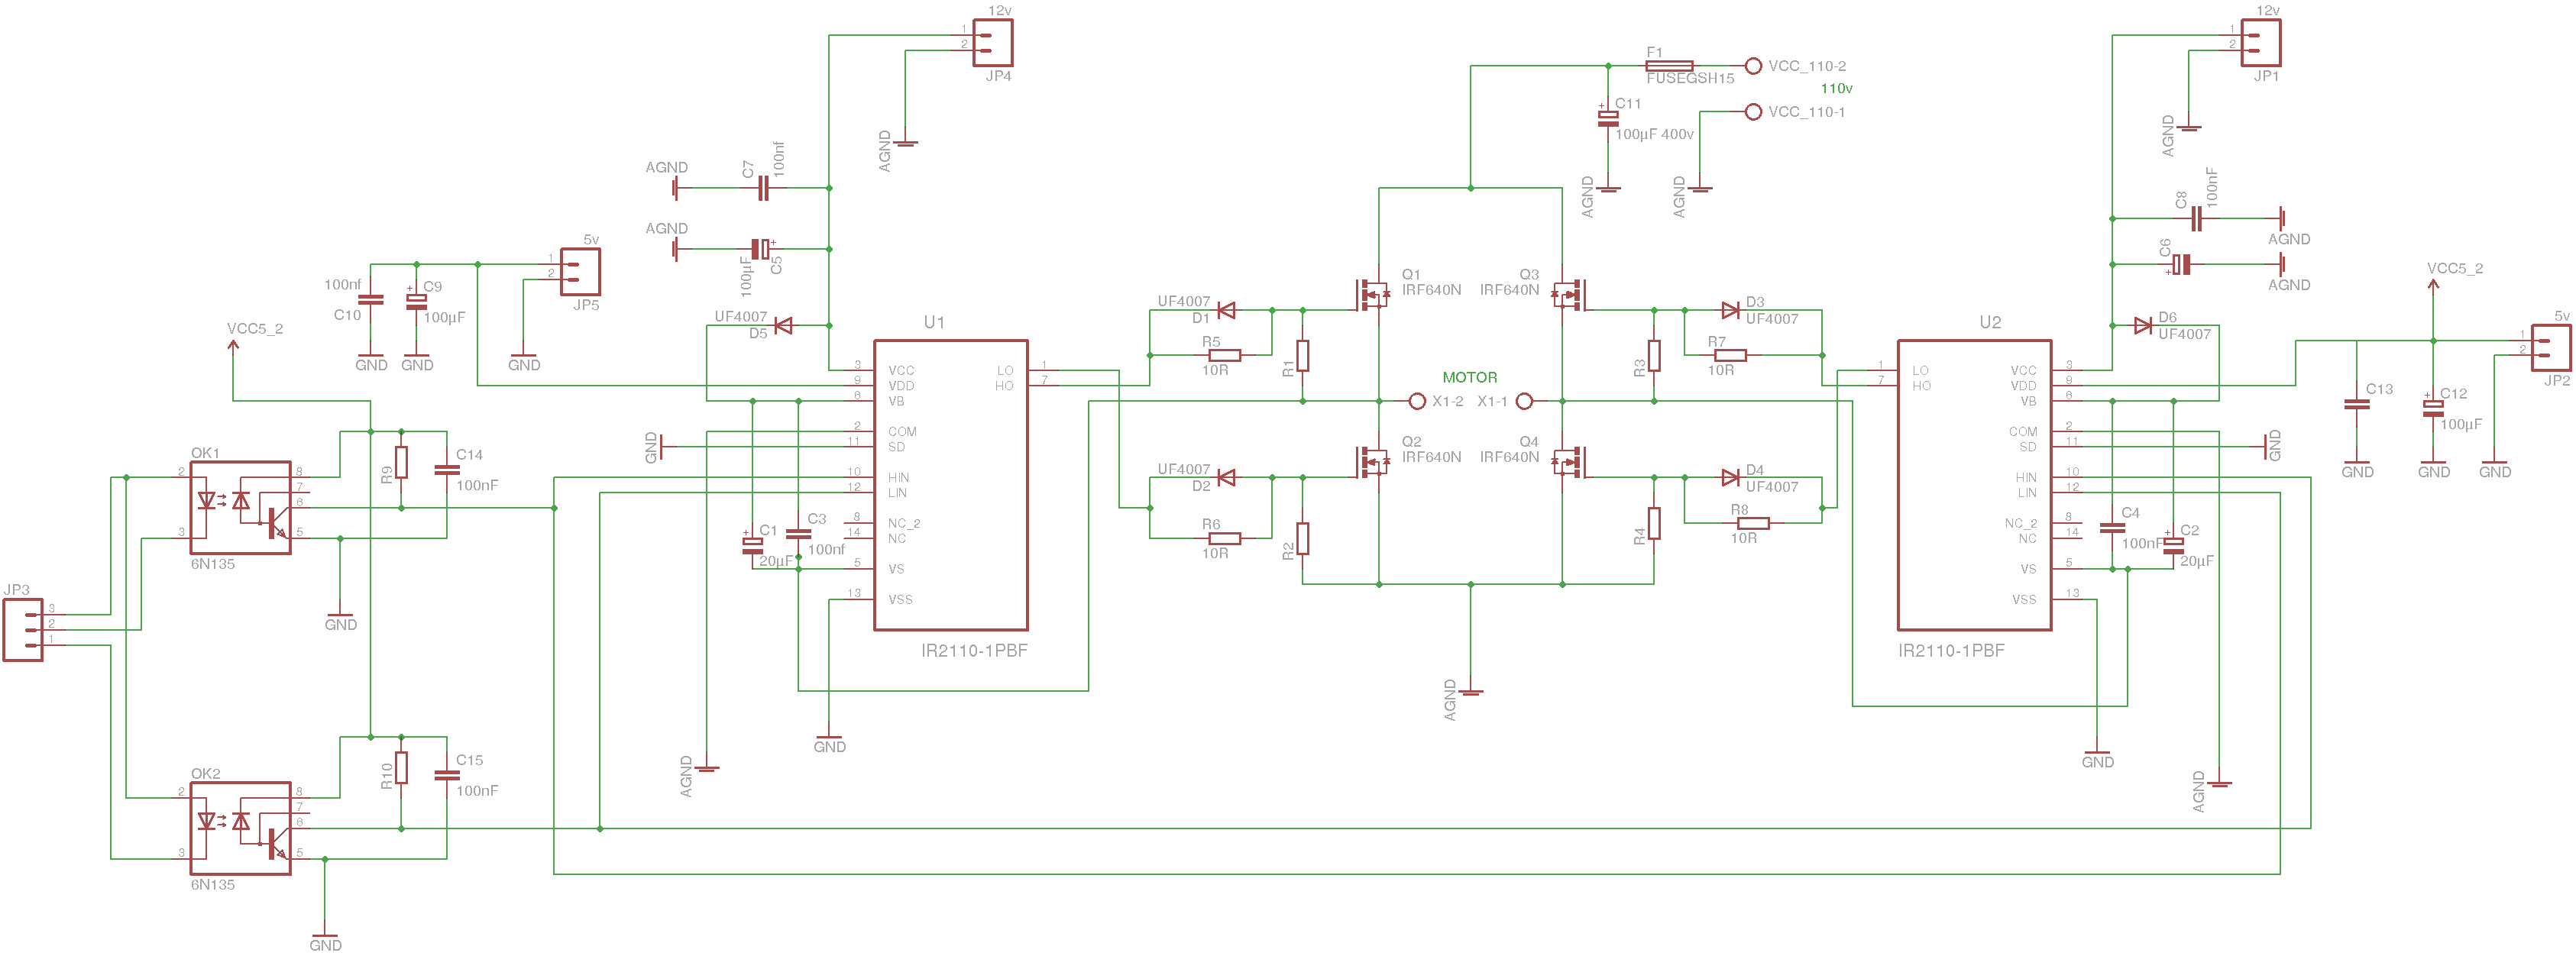 12v
1
2
JP4
AGND
AGND
C7
100nf
AGND
100µF
C5
5v
1
2
JP5
100nf
C10
C9
100µF
GND
GND
GND
VCC5_2
UF4007
D5
U1
3
VCC
9
VDD
6
VB
2
COM
11
SD
10
HIN
12
LIN
8
NC_2
14
NC
5
VS
13
VSS
LO
1
HO
7
IR2110-1PBF
GND
C1
20µF
C3
100nf
GND
AGND
OK1
2
3
8
7
6
5
6N135
R9
C14
100nF
GND
JP3
3
2
1
OK2
2
3
8
7
6
5
6N135
R10
C15
100nF
GND
F1
FUSEGSH15
VCC_110-2
110v
VCC_110-1
C11
100µF 400v
AGND
AGND
Q1
IRF640N
Q3
IRF640N
UF4007
D1
R5
10R
R1
D3
UF4007
R7
10R
R3
MOTOR
X1-2
X1-1
Q2
IRF640N
Q4
IRF640N
UF4007
D2
R6
10R
R2
D4
UF4007
R8
10R
R4
AGND
12v
1
2
JP1
AGND
C8
100nF
AGND
C6
AGND
D6
UF4007
VCC5_2
5v
1
2
JP2
C13
C12
100µF
GND
GND
GND
U2
1
LO
7
HO
VCC
3
VDD
9
VB
6
COM
2
SD
11
HIN
10
LIN
12
NC_2
8
NC
14
VS
5
VSS
13
IR2110-1PBF
GND
C4
100nF
C2
20µF
GND
AGND